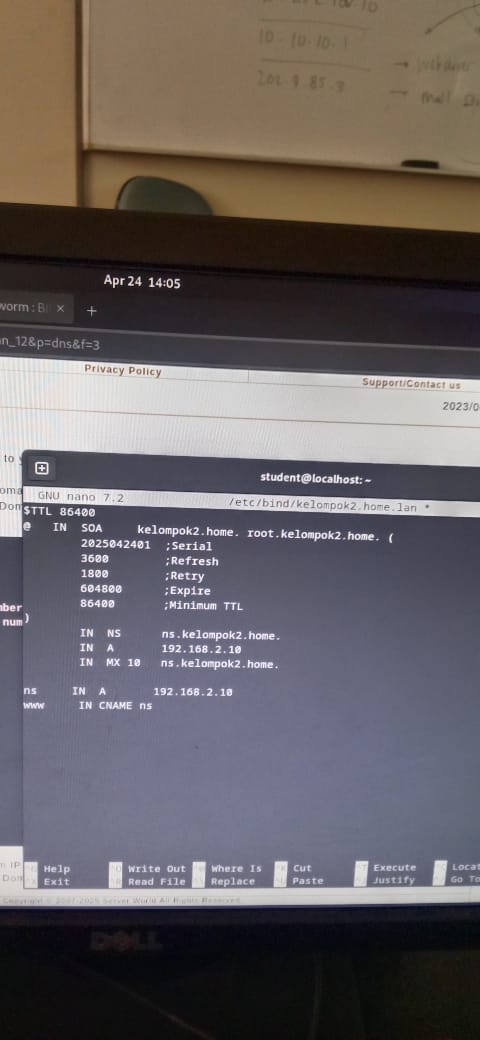 10.10.10.1
202.9.85.3
Apr 24 14:05
worm : B
n_12&p=dns&f=3
Privacy Policy
Support/Contact us
2023/0
to
student@localhost: ~
GNU nano 7.2 /etc/bind/kelompok2.home.lan *
$TTL 86400
@ IN SOA kelompok2.home. root.kelompok2.home. (
2025042401 ;Serial
3600 ;Refresh
1800 ;Retry
604800 ;Expire
86400 ;Minimum TTL
)
IN NS ns.kelompok2.home.
IN A 192.168.2.10
IN MX 10 ns.kelompok2.home.
ns IN A 192.168.2.10
www IN CNAME ns
Help Write Out Where Is Cut Execute Locat
Exit Read File Replace Paste Justify Go To
Copyright © 2007-2025 Server World All Rights Reserved.
DELL